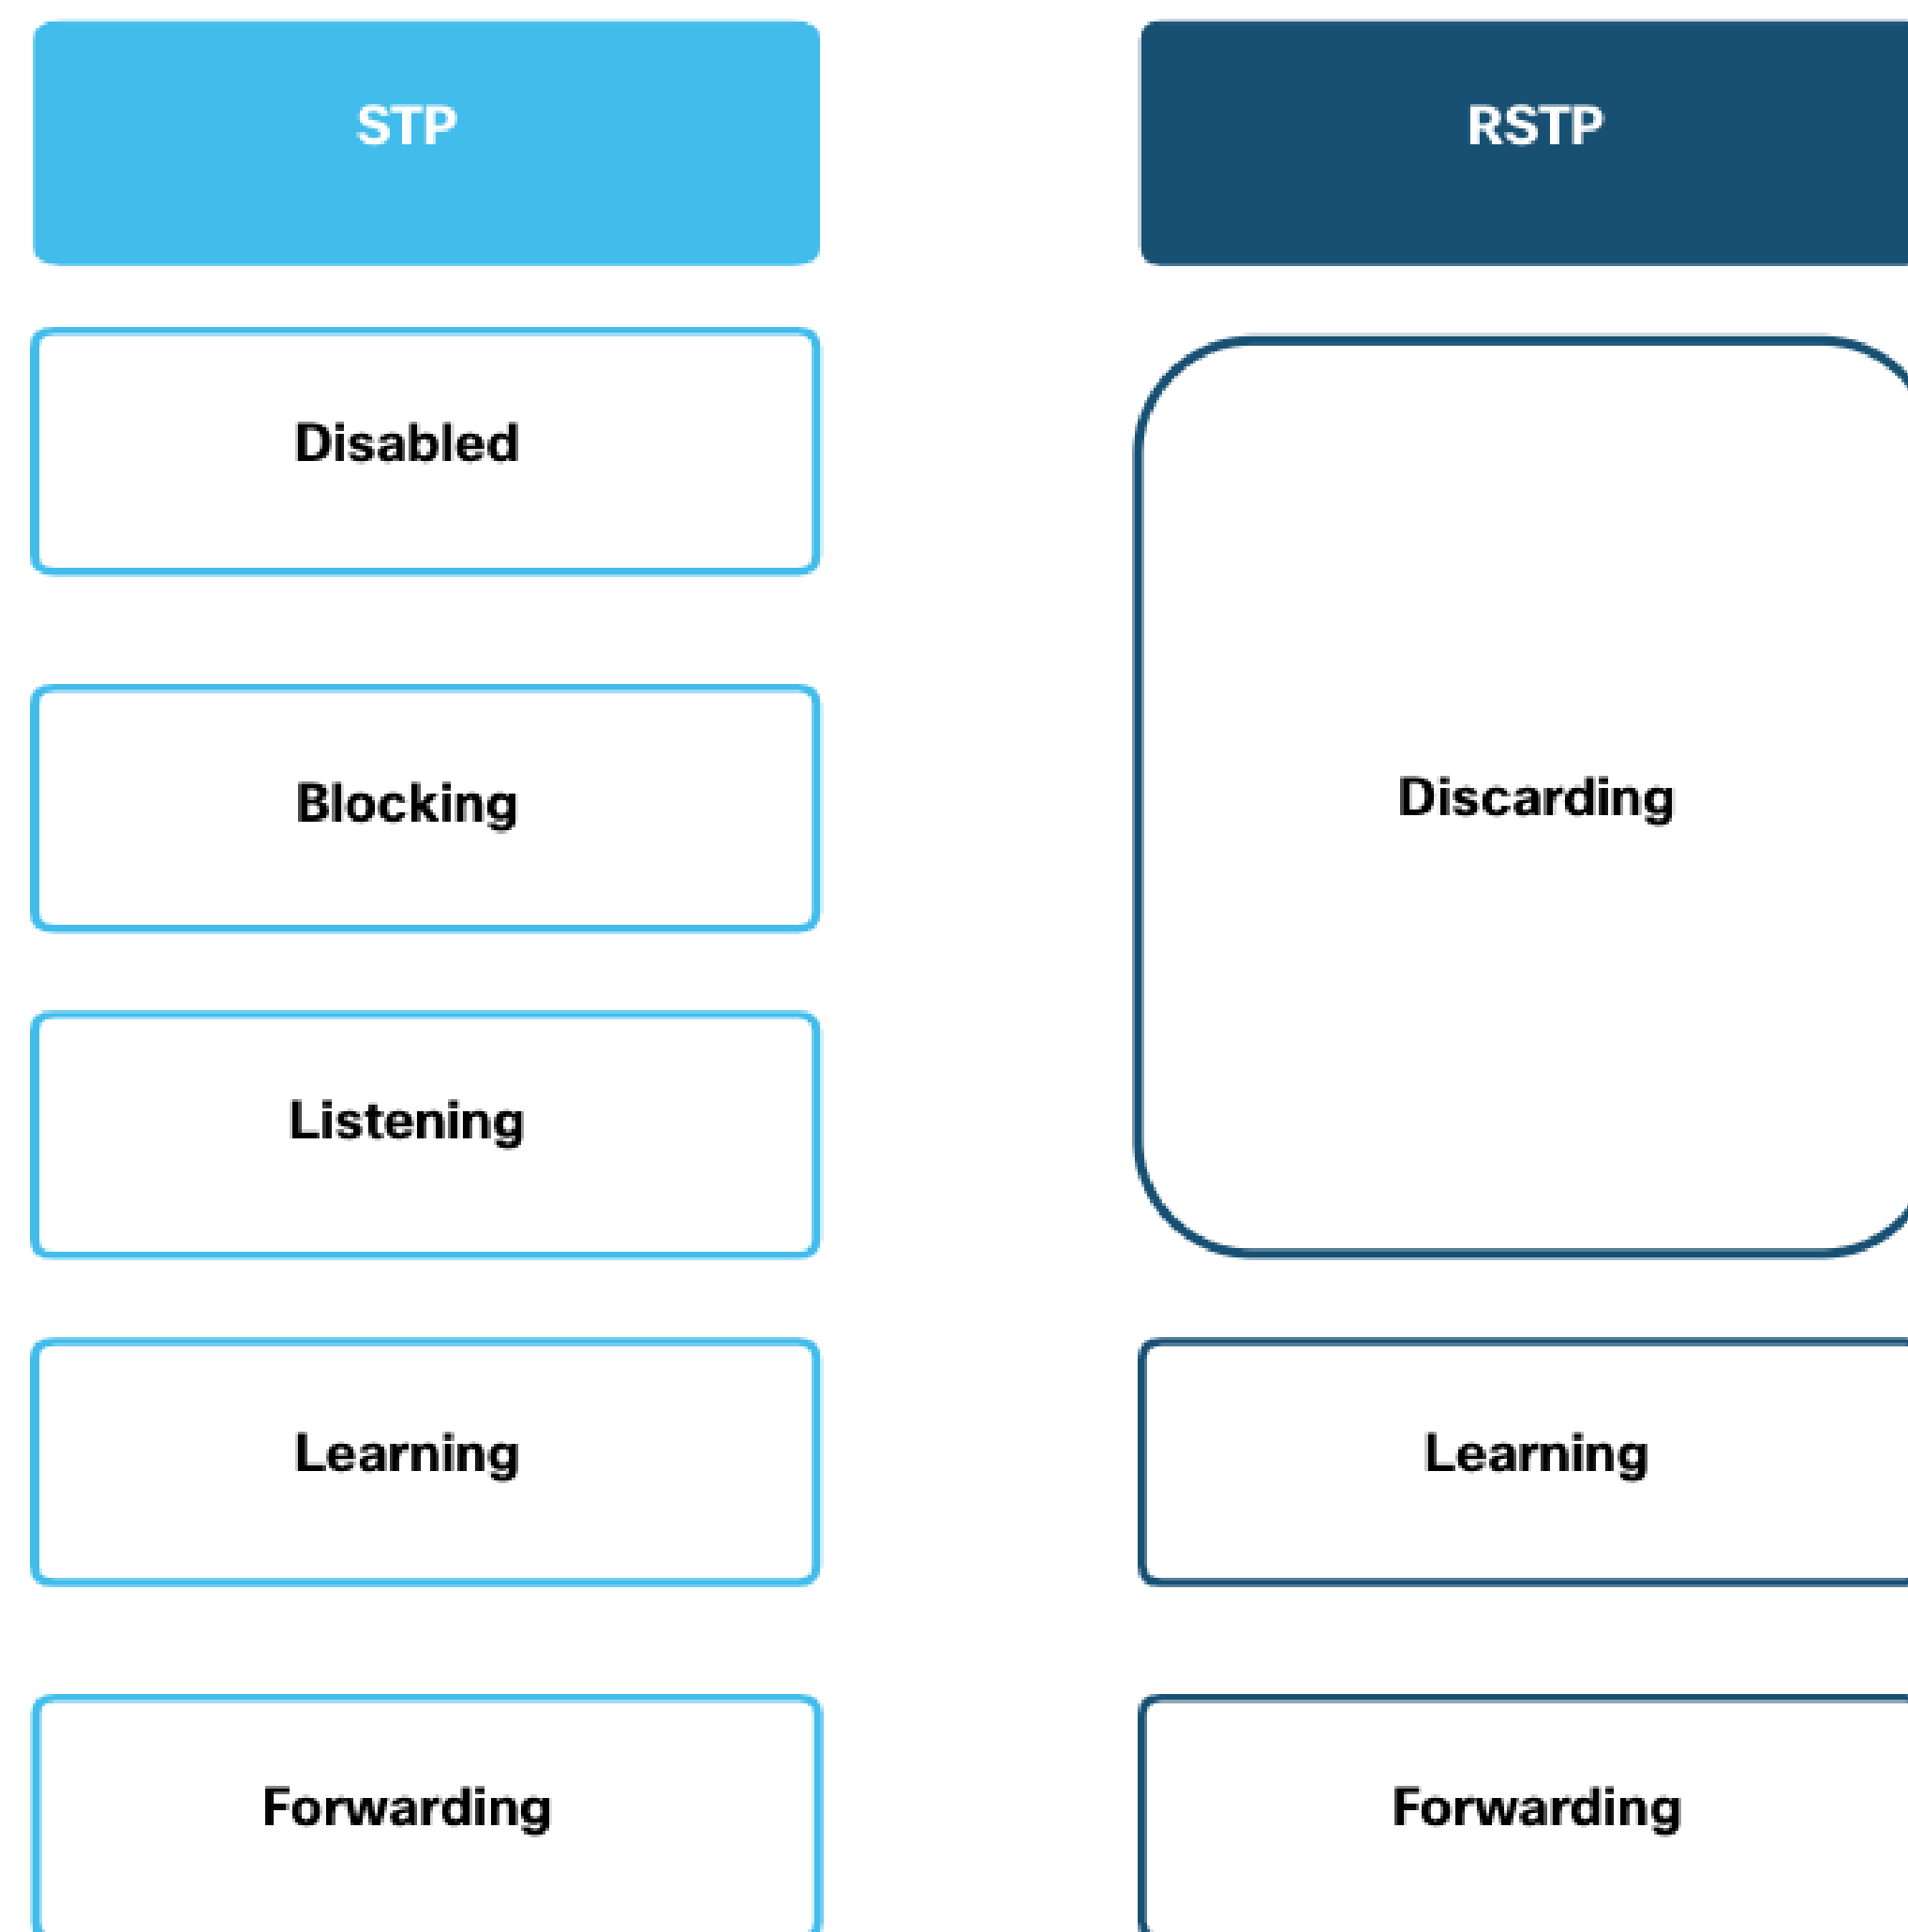 STP
RSTP
Disabled
Blocking
Discarding
Listening
Learning
Learning
Forwarding
Forwarding